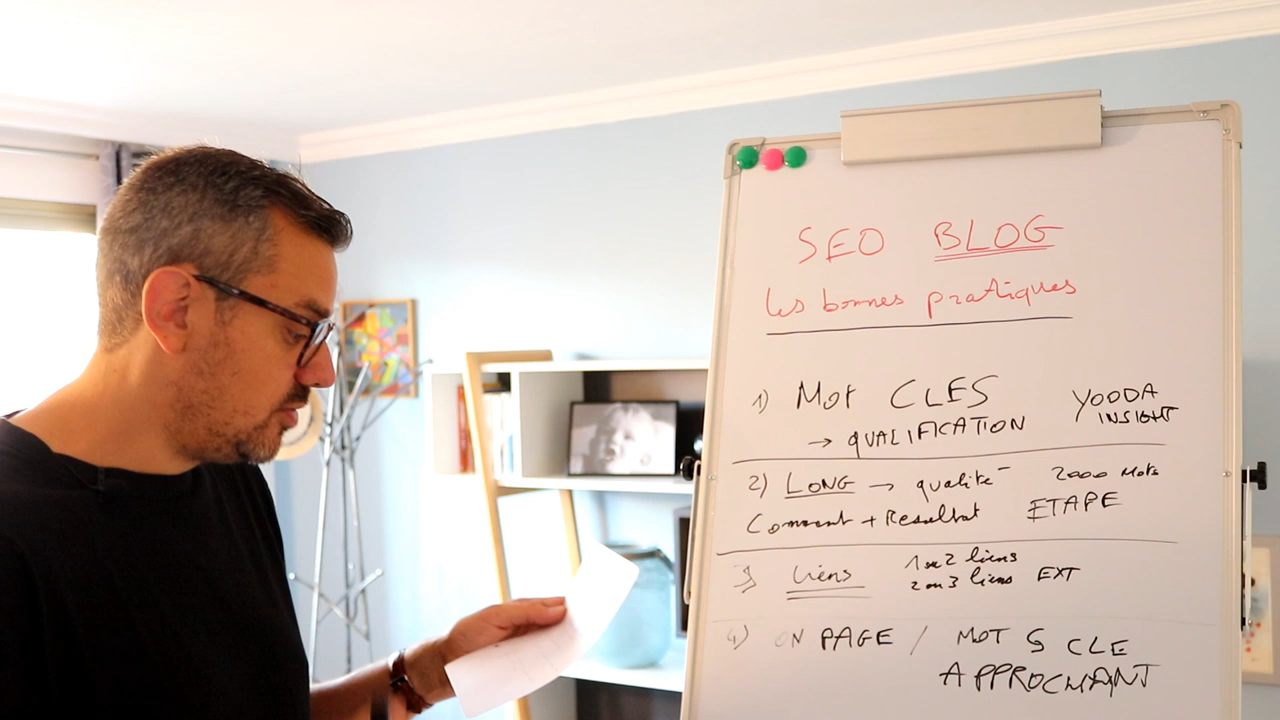 SEO BLOG
les bonnes pratiques
1) Mot CLES YOODA INSIGHT
→ QUALIFICATION
2) LONG → qualité 2000 Mots
Comment + Resultat ETAPE
3) Liens 1 ou 2 liens
2 ou 3 liens EXT
4) ON PAGE / MOT S CLE
APPROCHANT